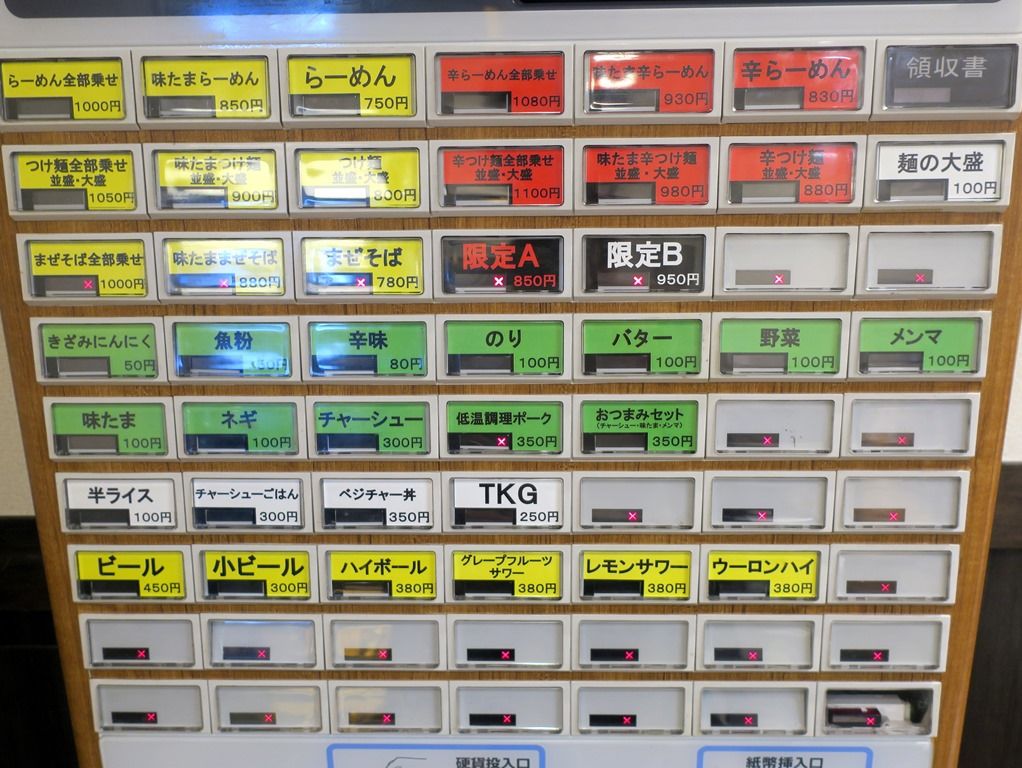 らーめん全部乗せ
1000円
味たまらーめん
850円
らーめん
750円
辛らーめん全部乗せ
1080円
味たま辛らーめん
930円
辛らーめん
830円
領収書
つけ麺全部乗せ
並盛・大盛
1050円
味たまつけ麺
並盛・大盛
900円
つけ麺
並盛・大盛
800円
辛つけ麺全部乗せ
並盛・大盛
1100円
味たま辛つけ麺
並盛・大盛
980円
辛つけ麺
並盛・大盛
880円
麺の大盛
100円
まぜそば全部乗せ
1000円
味たままぜそば
880円
まぜそば
780円
限定A
850円
限定B
950円
きざみにんにく
50円
魚粉
辛味
80円
のり
100円
バター
100円
野菜
100円
メンマ
100円
味たま
100円
ネギ
100円
チャーシュー
300円
低温調理ポーク
350円
おつまみセット
(チャーシュー・味たま・メンマ)
350円
半ライス
100円
チャーシューごはん
300円
ベジチャー丼
350円
TKG
250円
ビール
450円
小ビール
300円
ハイボール
380円
グレープフルーツ
サワー
380円
レモンサワー
380円
ウーロンハイ
380円
硬貨投入口
紙幣挿入口